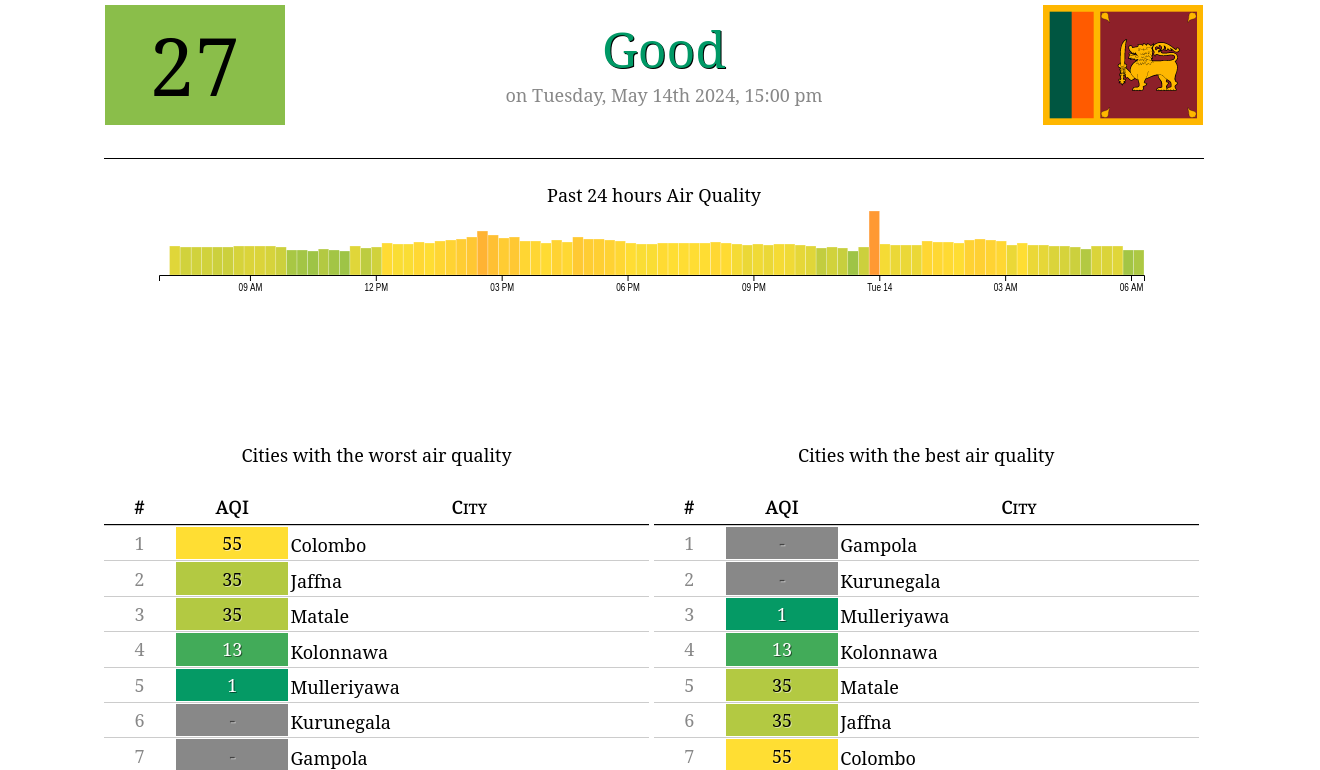 27
Good
on Tuesday, May 14th 2024, 15:00 pm
Past 24 hours Air Quality
09 AM 12 PM 03 PM 06 PM 09 PM Tue 14 03 AM 06 AM
Cities with the worst air quality
# AQI City
1 55 Colombo
2 35 Jaffna
3 35 Matale
4 13 Kolonnawa
5 1 Mulleriyawa
6 - Kurunegala
7 - Gampola
Cities with the best air quality
# AQI City
1 - Gampola
2 - Kurunegala
3 1 Mulleriyawa
4 13 Kolonnawa
5 35 Matale
6 35 Jaffna
7 55 Colombo